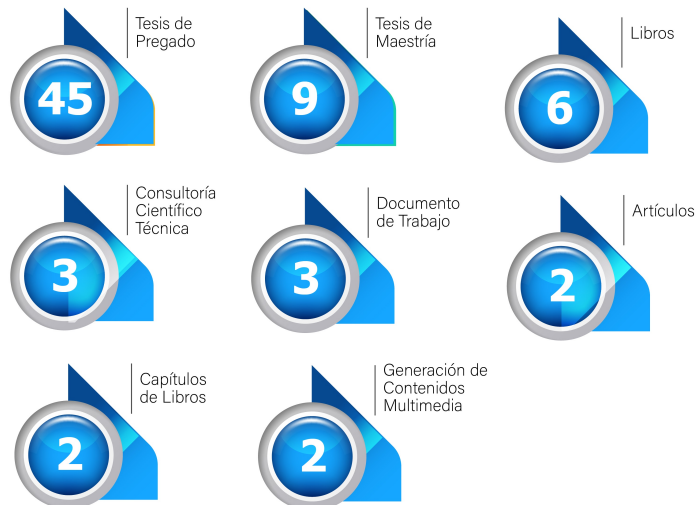 45
Tesis de
Pregado
9
Tesis de
Maestría
6
Libros
3
Consultoría
Científico
Técnica
3
Documento
de Trabajo
2
Artículos
2
Capítulos
de Libros
2
Generación de
Contenidos
Multimedia